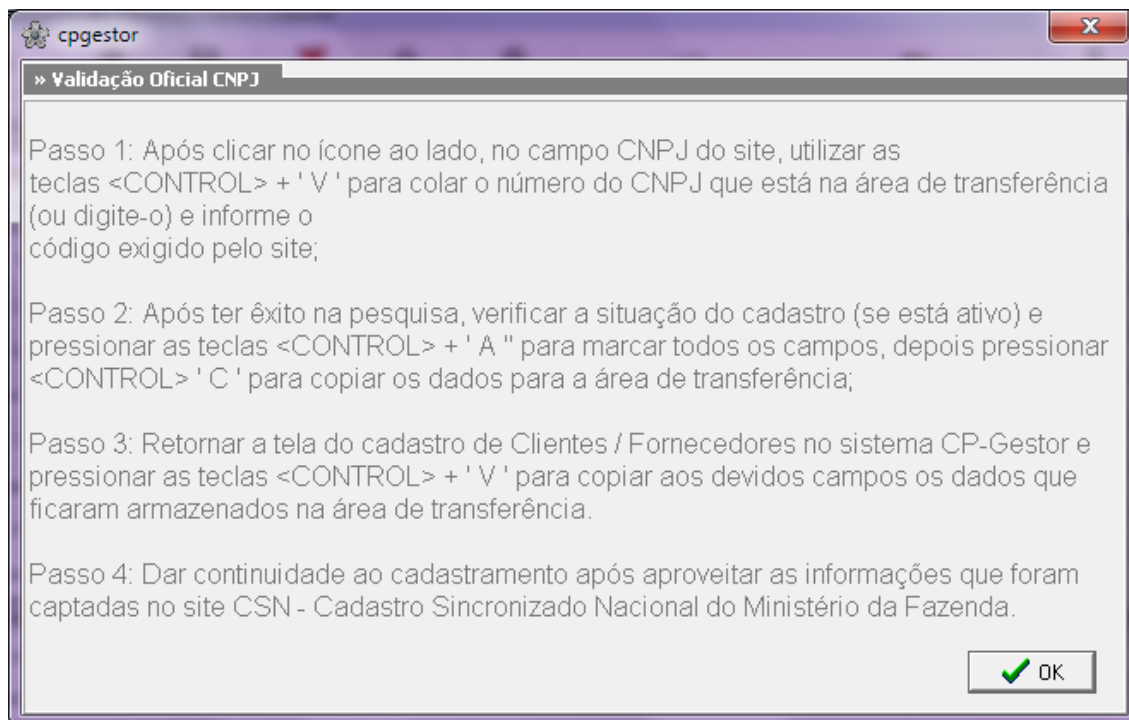 cpgestor
» Validação Oficial CNPJ
Passo 1: Após clicar no ícone ao lado, no campo CNPJ do site, utilizar as
teclas <CONTROL> + ' V ' para colar o número do CNPJ que está na área de transferência
(ou digite-o) e informe o
código exigido pelo site;
Passo 2: Após ter êxito na pesquisa, verificar a situação do cadastro (se está ativo) e
pressionar as teclas <CONTROL> + ' A '' para marcar todos os campos, depois pressionar
<CONTROL> ' C ' para copiar os dados para a área de transferência;
Passo 3: Retornar a tela do cadastro de Clientes / Fornecedores no sistema CP-Gestor e
pressionar as teclas <CONTROL> + ' V ' para copiar aos devidos campos os dados que
ficaram armazenados na área de transferência.
Passo 4: Dar continuidade ao cadastramento após aproveitar as informações que foram
captadas no site CSN - Cadastro Sincronizado Nacional do Ministério da Fazenda.
OK